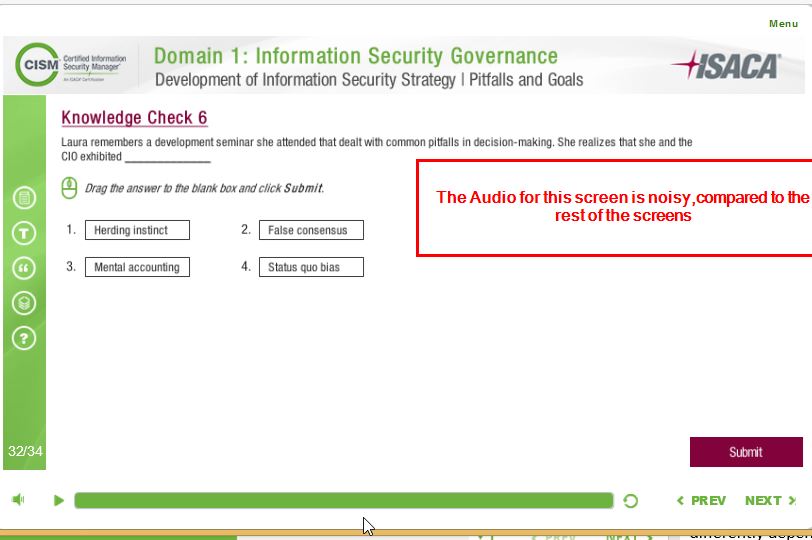 Menu
CISM Certified Information
Security Manager®
An ISACA® Certification
Domain 1: Information Security Governance
Development of Information Security Strategy | Pitfalls and Goals
ISACA®
Knowledge Check 6
Laura remembers a development seminar she attended that dealt with common pitfalls in decision-making. She realizes that she and the
CIO exhibited ______________
Drag the answer to the blank box and click Submit.
The Audio for this screen is noisy,compared to the
rest of the screens
1. Herding instinct
2. False consensus
3. Mental accounting
4. Status quo bias
T
?
32/34
Submit
PREV NEXT
PREV NEXT